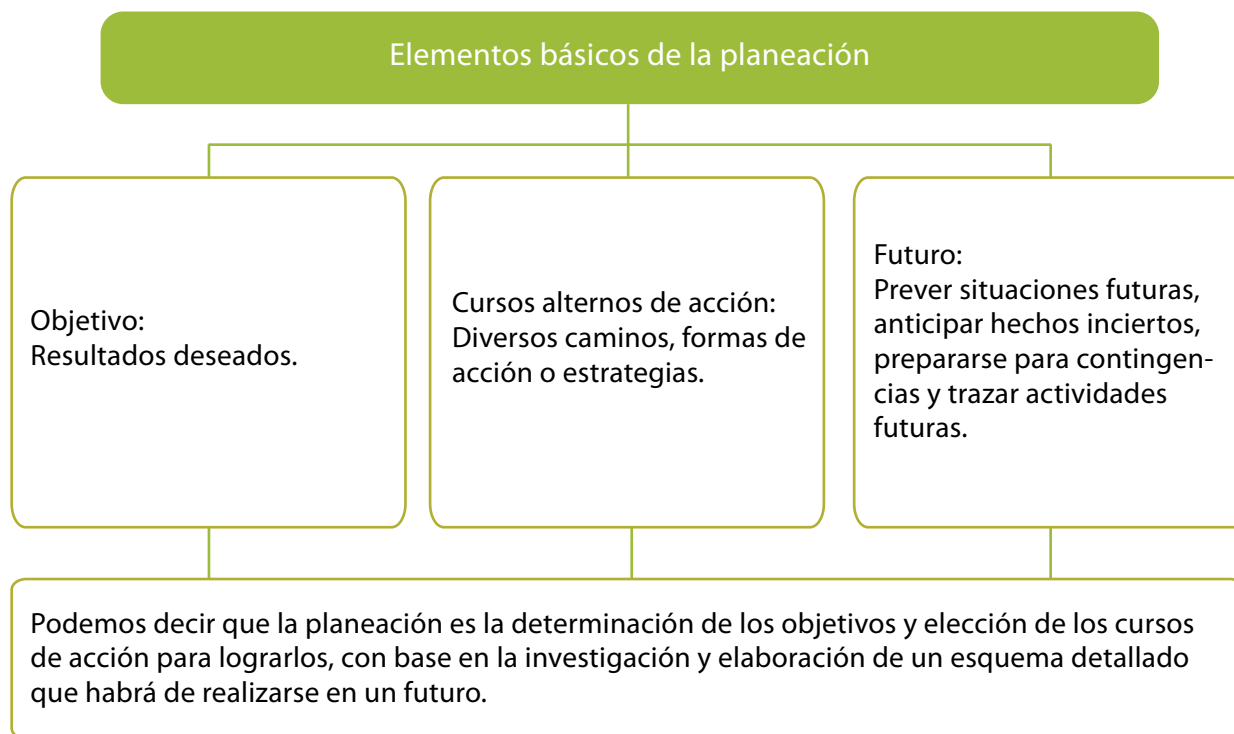 Elementos básicos de la planeación
Objetivo:
Resultados deseados.
Cursos alternos de acción:
Diversos caminos, formas de
acción o estrategias.
Futuro:
Prever situaciones futuras,
anticipar hechos inciertos,
prepararse para contingen-
cias y trazar actividades
futuras.
Podemos decir que la planeación es la determinación de los objetivos y elección de los cursos
de acción para lograrlos, con base en la investigación y elaboración de un esquema detallado
que habrá de realizarse en un futuro.